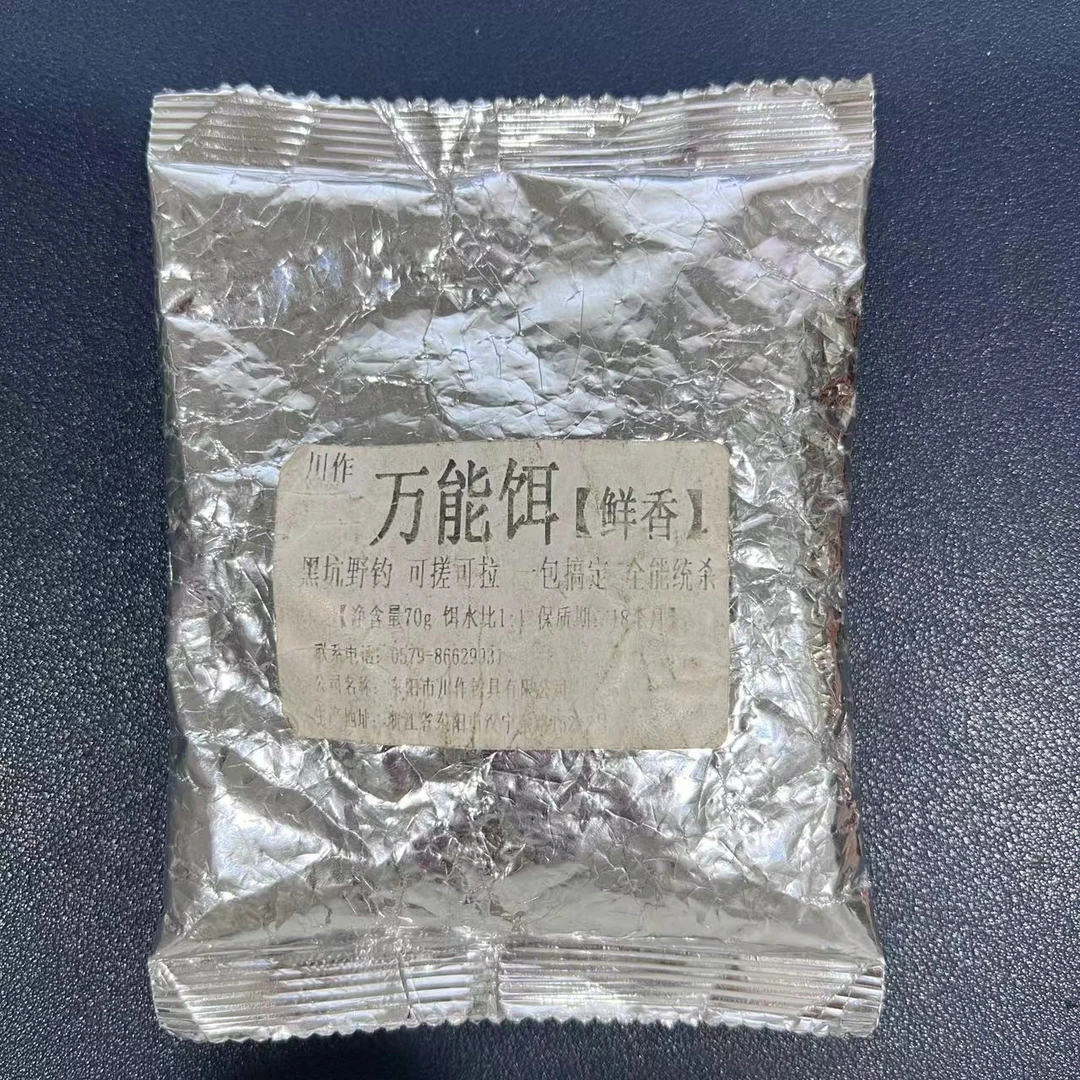 川作 万能饵【鲜香】
黑坑野钓 可搓可拉 一包搞定 全能统杀
【净含量70g 饵水比1:1 保质期: 18个月】
联系电话: 0579-8662903
公司名称: 东阳市川作钓具有限公司
生产地址: 浙江省东阳市